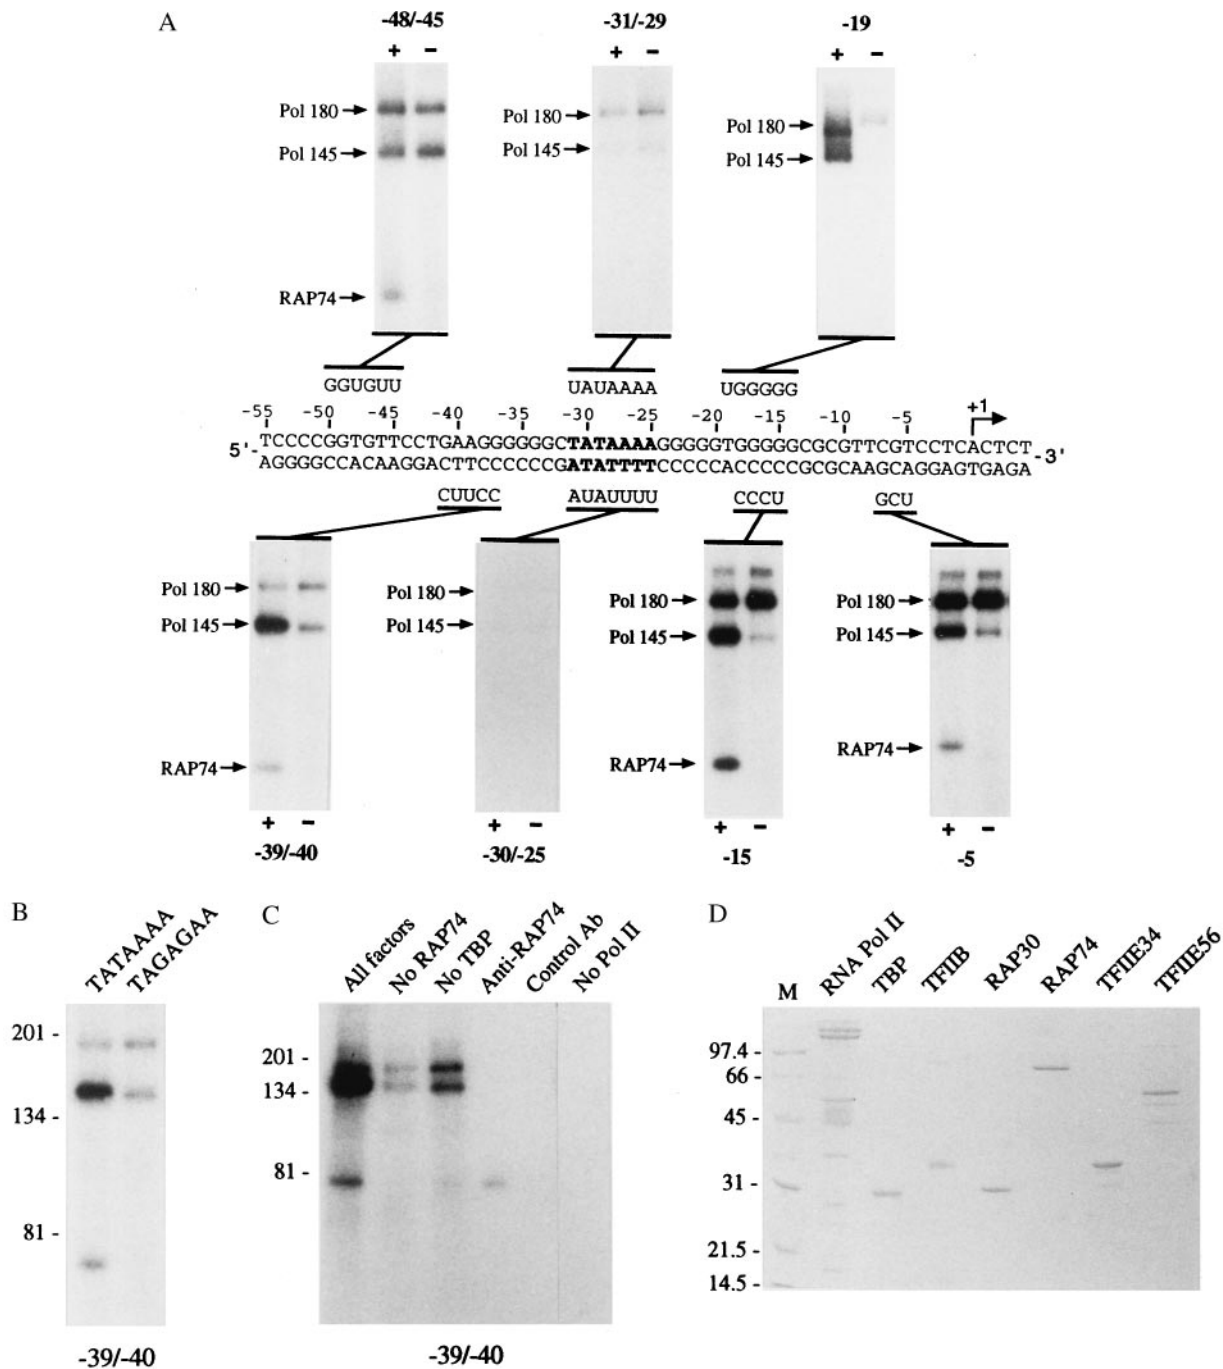 A
-48/-45
+ −
Pol 180
Pol 145
RAP74
-31/-29
+ −
Pol 180
Pol 145
-19
+ −
Pol 180
Pol 145
GGUGUU
UAUAAAA
UGGGGG
-55 -50 -45 -40 -35 -30 -25 -20 -15 -10 -5 +1
5'-TCCCCGGTGTTCCTGAAGGGGGGCTATAAAAGGGGGTGGGGGCGCGTTCGTCCTCACTCT-3'
AGGGGCCACAAGGACTTCCCCCCGATATTTTCCCCCACCCCCGCGCAAGCAGGAGTGAGA
CUUCC
AUAUUUU
CCCU
GCU
Pol 180
Pol 145
RAP74
+ −
-39/-40
Pol 180
Pol 145
+ −
-30/-25
Pol 180
Pol 145
RAP74
+ −
-15
Pol 180
Pol 145
RAP74
+ −
-5
B
TATAAAA
TAGAGAA
201 -
134 -
81 -
-39/-40
C
All factors
No RAP74
No TBP
Anti-RAP74
Control Ab
No Pol II
201 -
134 -
81 -
-39/-40
D
M
RNA Pol II
TBP
TFIIB
RAP30
RAP74
TFIIE34
TFIIE56
97.4 -
66 -
45 -
31 -
21.5 -
14.5 -